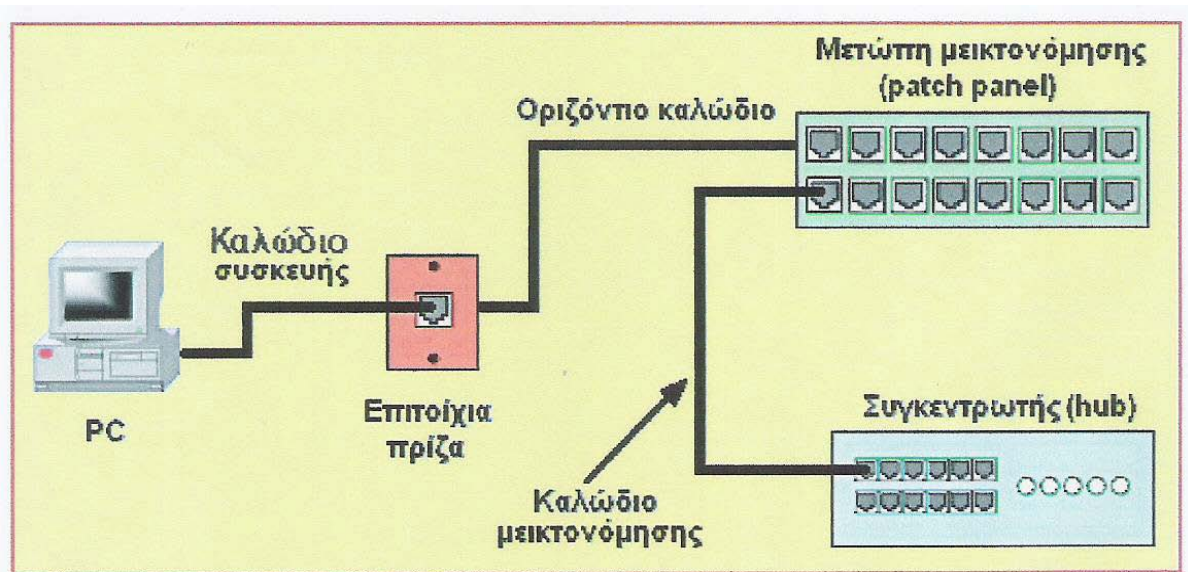 Μετώπη μεικτονόμησης
(patch panel)
Οριζόντιο καλώδιο
Καλώδιο
συσκευής
PC
Επιτοίχια
πρίζα
Συγκεντρωτής (hub)
Καλώδιο
μεικτονόμησης